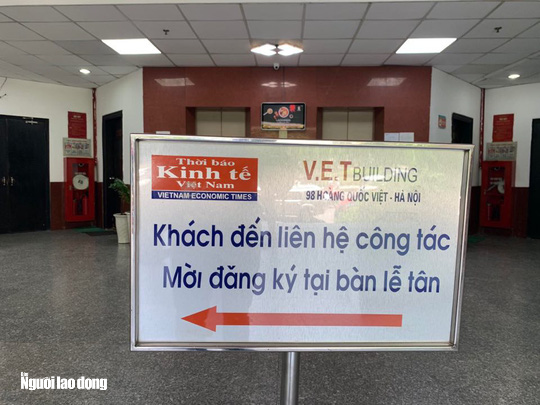 Thời báo
Kinh tế
Việt Nam
VIETNAM ECONOMIC TIMES
V.E.T BUILDING
98 HOÀNG QUỐC VIỆT - HÀ NỘI
Khách đến liên hệ công tác
Mời đăng ký tại bàn lễ tân
Báo
Người lao động